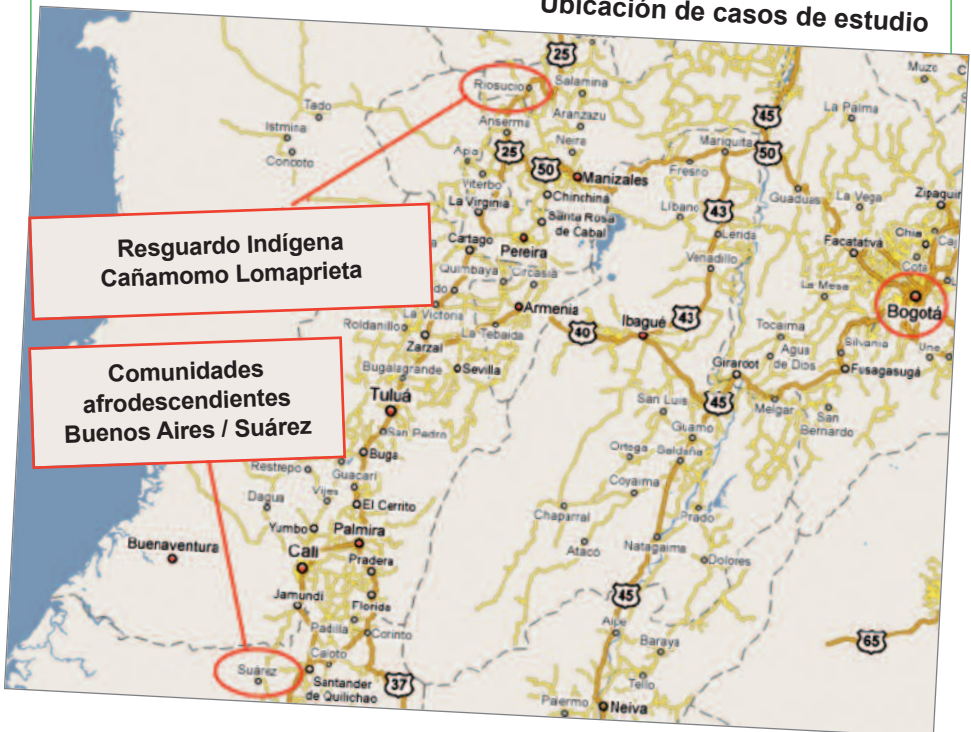 Ubicación de casos de estudio
25
Riosucio
Salamina
Muzo
Tado
Aranzazu
La Palma
Istmina
Anserma
45
Condoto
Neira
Mariquita
50
Apia
25
50
Manizales
Fresno
Viterbo
Chinchina
Guaduas
La Vega
La Virginia
Santa Rosa
de Cabal
Libano
43
Lerida
Resguardo Indígena
Cañamomo Lomaprieta
Cartago
Pereira
Facatativa
Chia
Caj
Quimbaya
Circasia
Venadillo
Cota
La Mesa
Bogotá
La Victoria
Armenia
Roldanillo
La Tebaida
40
Ibagué
43
Tocaima
Silvania
Une
Zarzal
Agua
de Dios
Comunidades
afrodescendientes
Buenos Aires / Suárez
Bugalagrande
Sevilla
Girardot
Fusagasugá
Tuluá
San Luis
45
Melgar
San
Bernardo
San Pedro
Guamo
Buga
Ortega
Saldaña
Restrepo
Guacari
Coyaima
Dagua
Vijes
El Cerrito
Chaparral
Prado
Yumbo
Palmira
Buenaventura
Cali
Ataco
Natagaima
Dolores
Pradera
Jamundi
Florida
45
Padilla
Corinto
Aipe
Baraya
65
Suárez
Caloto
Santander
de Quilichao
37
Tello
Palermo
Neiva